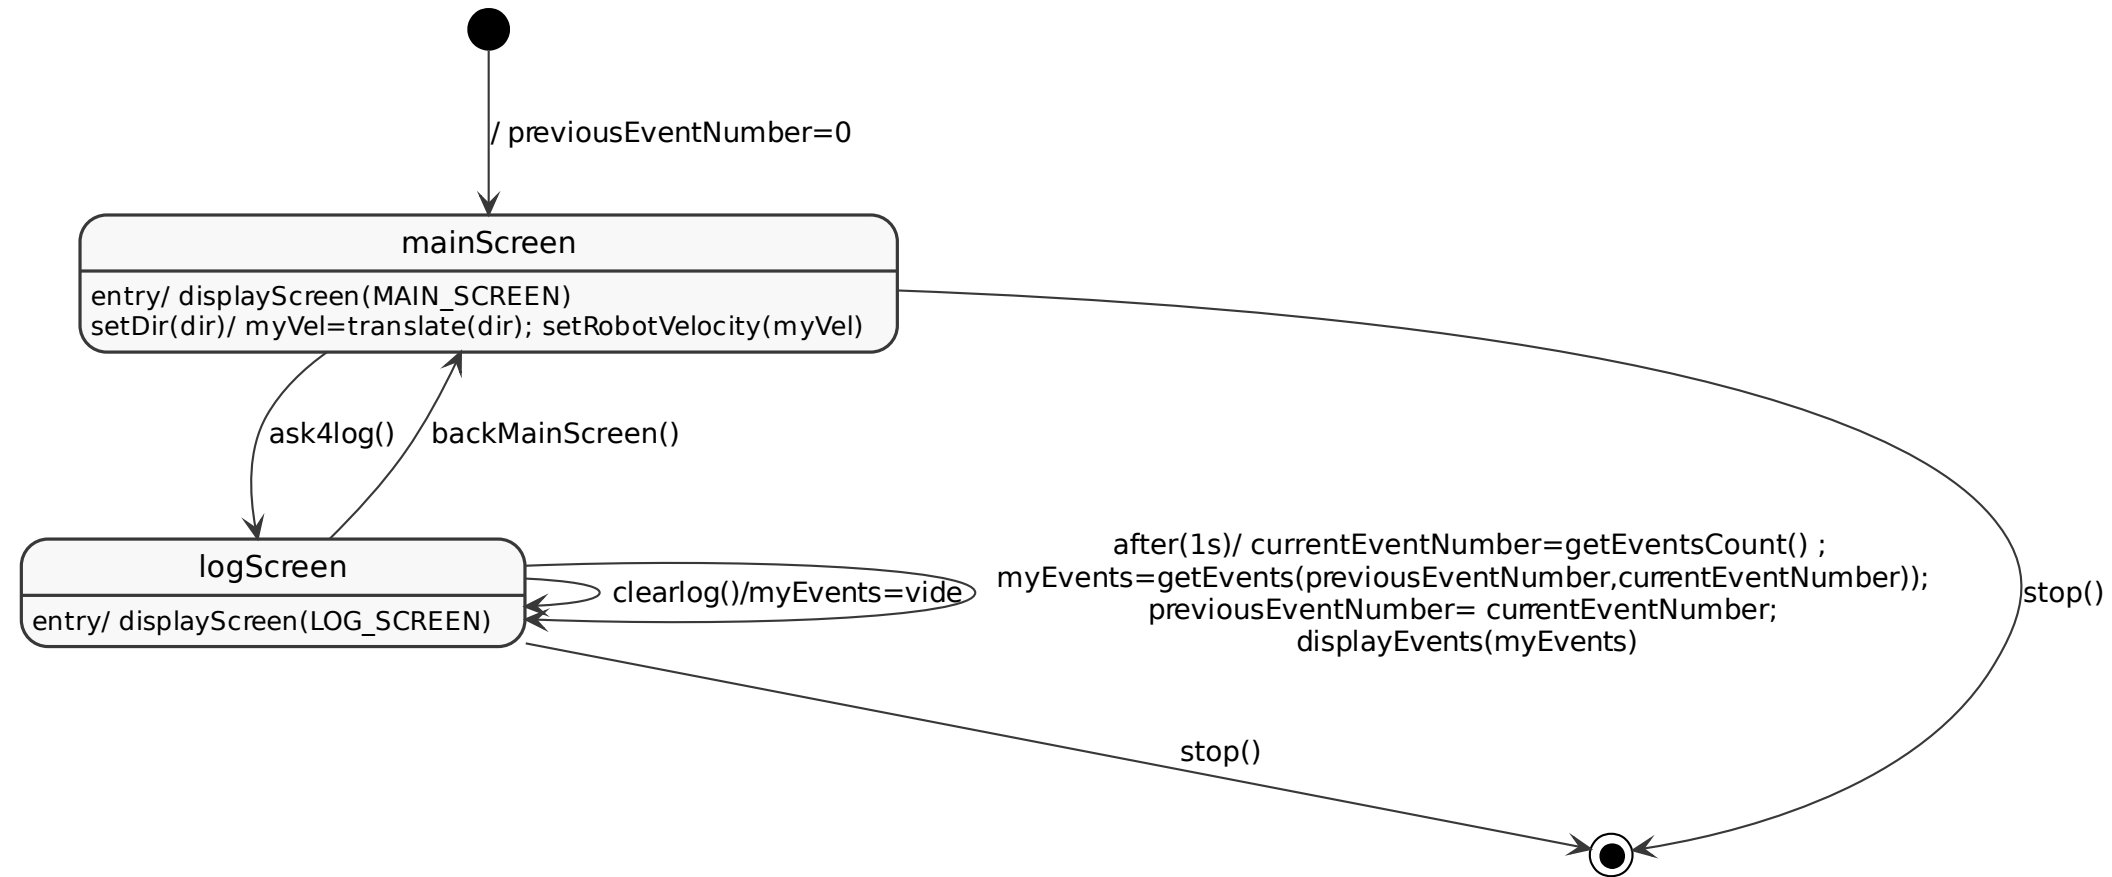 / previousEventNumber=0
mainScreen
entry/ displayScreen(MAIN_SCREEN)
setDir(dir)/ myVel=translate(dir); setRobotVelocity(myVel)
ask4log()
backMainScreen()
logScreen
entry/ displayScreen(LOG_SCREEN)
clearlog()/myEvents=vide
after(1s)/ currentEventNumber=getEventsCount() ;
myEvents=getEvents(previousEventNumber,currentEventNumber));
previousEventNumber= currentEventNumber;
displayEvents(myEvents)
stop()
stop()